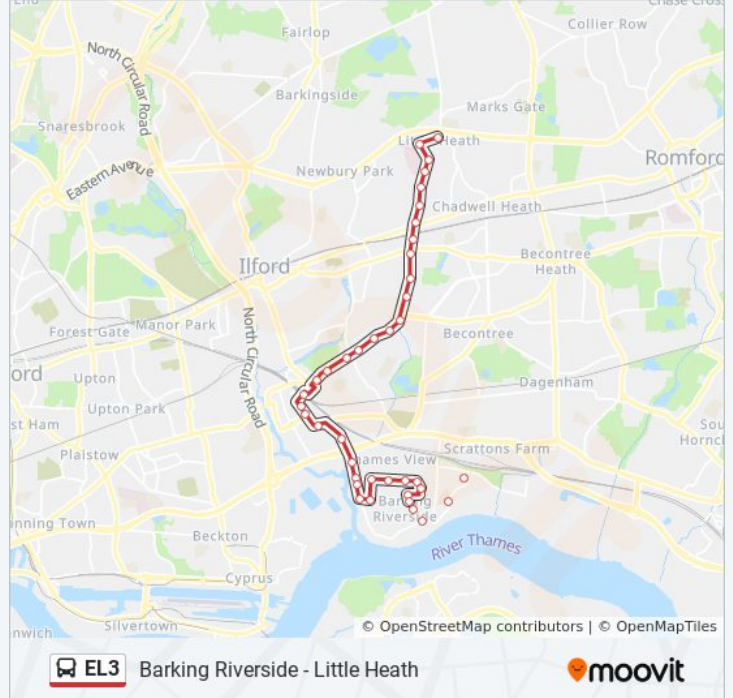 Chase Cross
Collier Row
Fairlop
North Circular
Road
Barkingside
Marks Gate
Snaresbrook
Little Heath
Romford
Eastern Avenue
Newbury Park
Chadwell Heath
Becontree
Heath
Ilford
Forest Gate
Manor Park
North Circular Road
Becontree
Upton
Dagenham
Upton Park
Plaistow
Scrattons Farm
Thames View
Barking
Riverside
Beckton
River Thames
Cyprus
Silvertown
© OpenStreetMap contributors | © OpenMapTiles
EL3 Barking Riverside - Little Heath
moovit